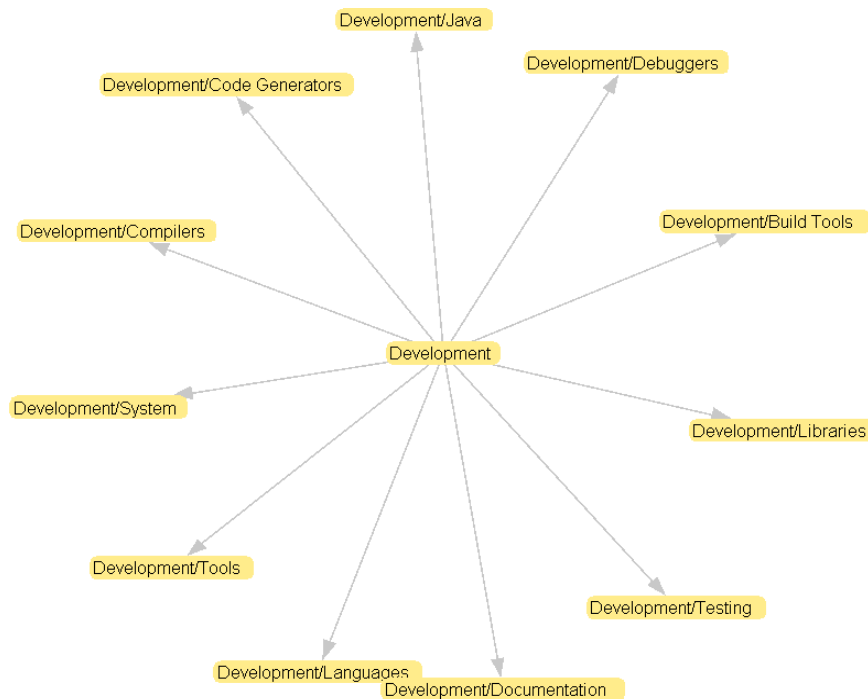 Development/Java
Development/Debuggers
Development/Code Generators
Development/Build Tools
Development/Compilers
Development
Development/System
Development/Libraries
Development/Tools
Development/Testing
Development/Languages
Development/Documentation